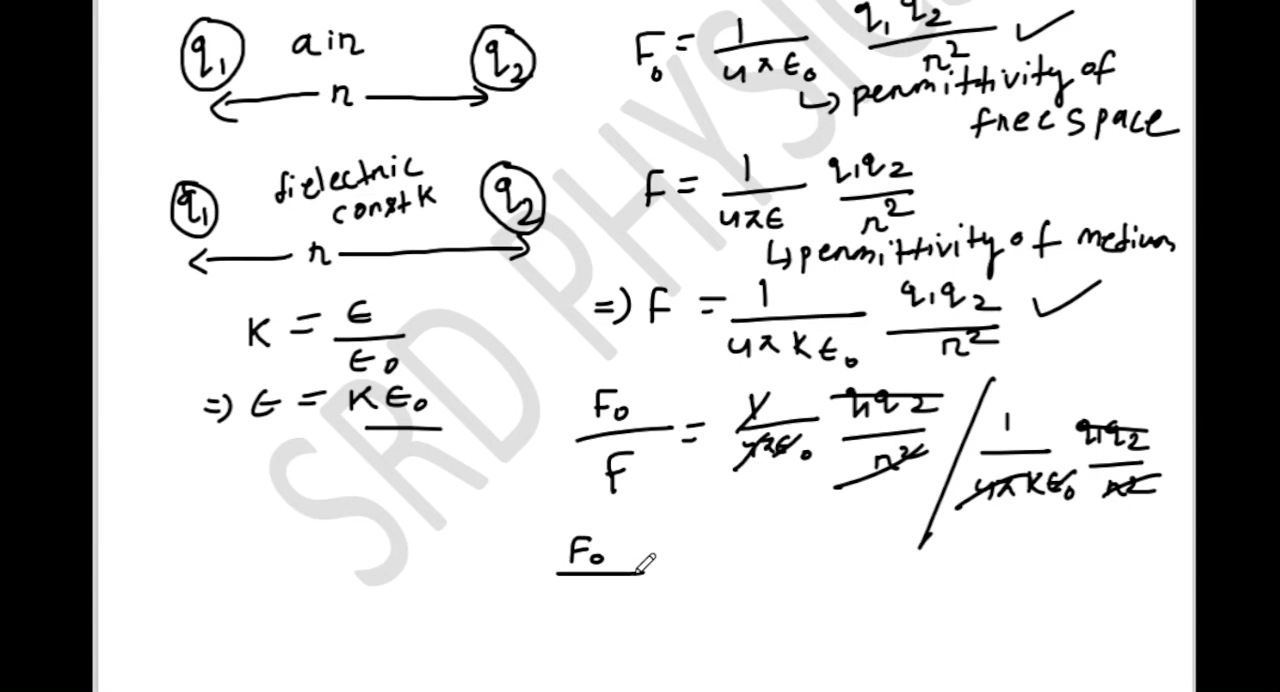 q₁ air q₂
r
F₀ = 1/4πϵ₀ q₁q₂/r² ✓
↳ permittivity of
free space
q₁ dielectric const K q₂
r
F = 1/4πϵ q₁q₂/r²
↳ permittivity of medium
K = ϵ/ϵ₀
⇒ F = 1/4πKϵ₀ q₁q₂/r² ✓
⇒ ϵ = Kϵ₀
F₀/F = 1/4πϵ₀ q₁q₂/r² / 1/4πKϵ₀ q₁q₂/r²
F₀
SRD PHYSIC